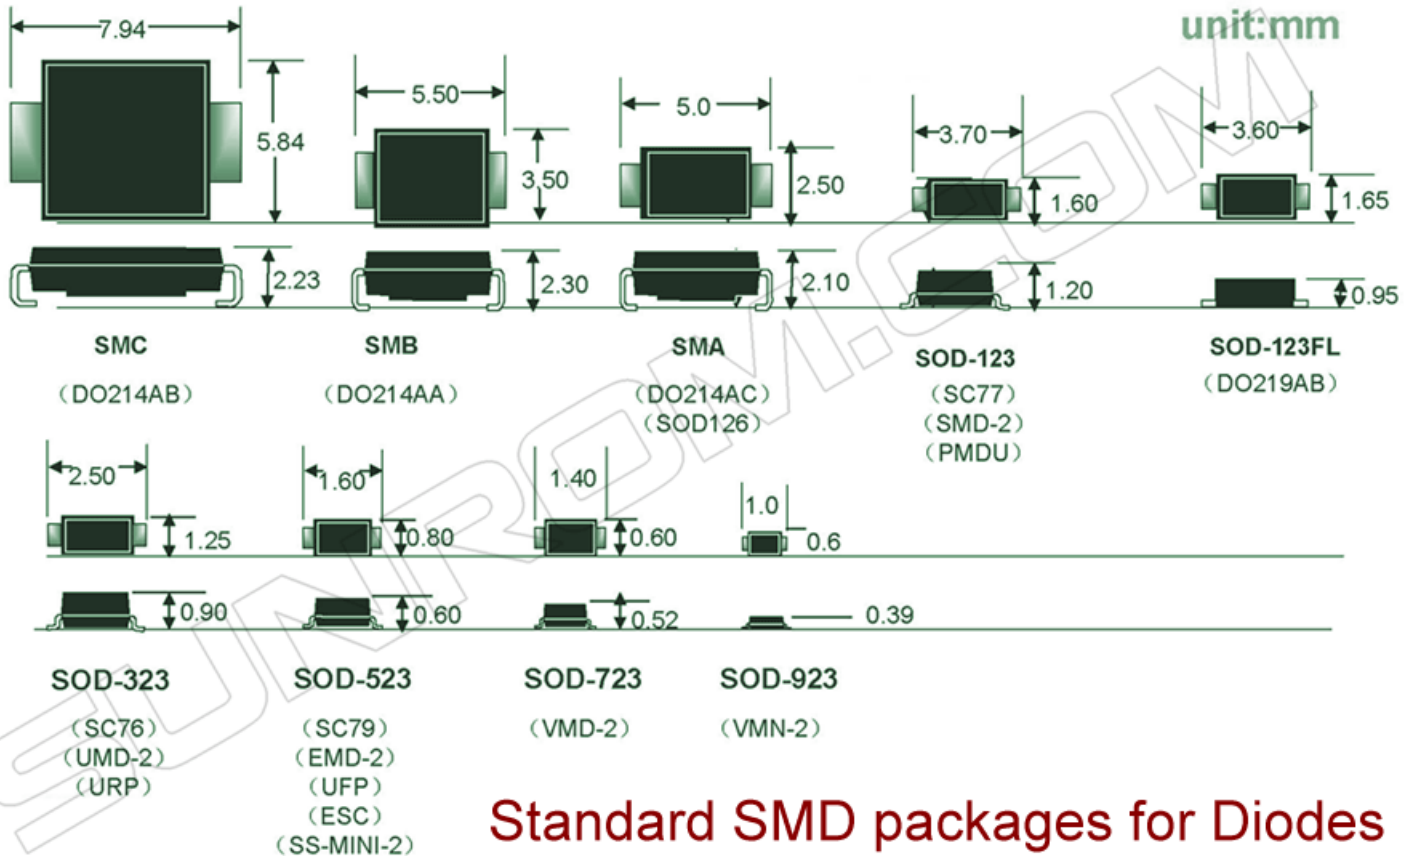 unit:mm
7.94
5.84
5.50
3.50
5.0
2.50
3.70
1.60
3.60
1.65
2.23
2.30
2.10
1.20
0.95
SMC
(DO214AB)
SMB
(DO214AA)
SMA
(DO214AC)
(SOD126)
SOD-123
(SC77)
(SMD-2)
(PMDU)
SOD-123FL
(DO219AB)
2.50
1.25
1.60
0.80
1.40
0.60
1.0
0.6
0.90
0.60
0.52
0.39
SOD-323
(SC76)
(UMD-2)
(URP)
SOD-523
(SC79)
(EMD-2)
(UFP)
(ESC)
(SS-MINI-2)
SOD-723
(VMD-2)
SOD-923
(VMN-2)
Standard SMD packages for Diodes
SUNROM.COM